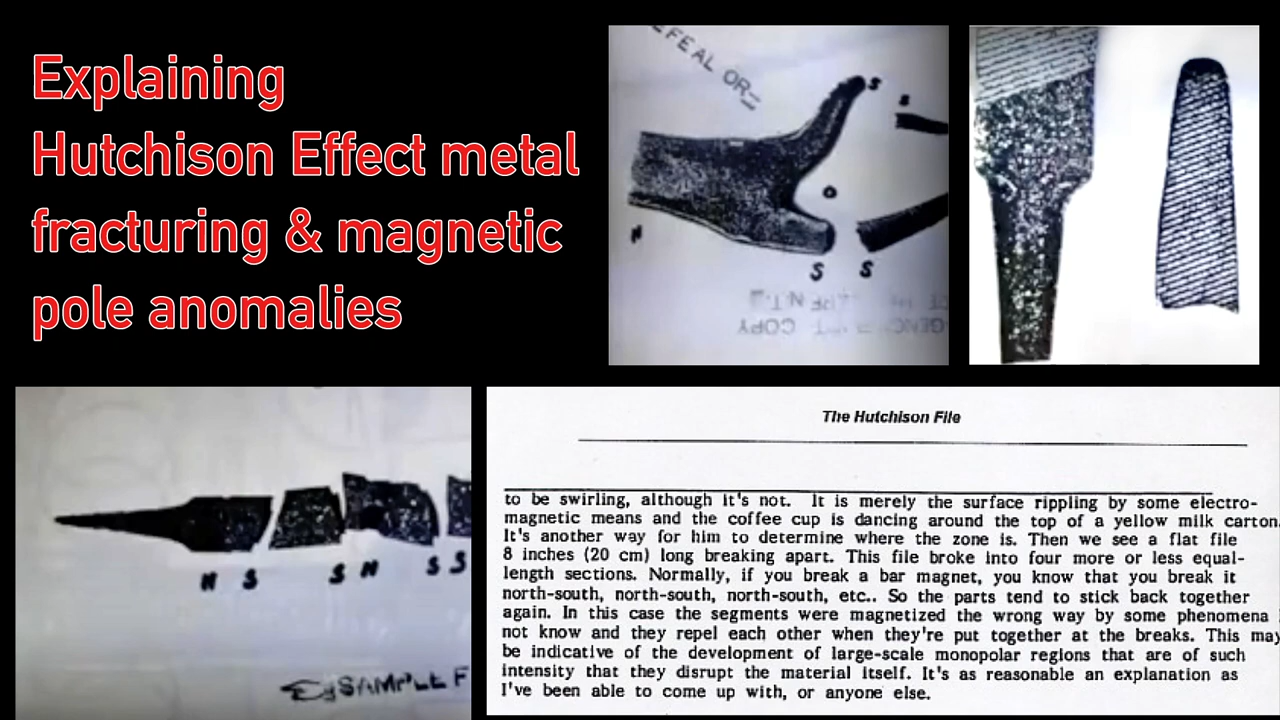 Explaining
Hutchison Effect metal
fracturing & magnetic
pole anomalies
EFEAL OR
S
S
N
O
S
S
COPY
N S S N S S
SAMPLE F
The Hutchison File
to be swirling, although it's not. It is merely the surface rippling by some electro-
magnetic means and the coffee cup is dancing around the top of a yellow milk carton.
It's another way for him to determine where the zone is. Then we see a flat file
8 inches (20 cm) long breaking apart. This file broke into four more or less equal-
length sections. Normally, if you break a bar magnet, you know that you break it
north-south, north-south, north-south, etc.. So the parts tend to stick back together
again. In this case the segments were magnetized the wrong way by some phenomena
not know and they repel each other when they're put together at the breaks. This may
be indicative of the development of large-scale monopolar regions that are of such
intensity that they disrupt the material itself. It's as reasonable an explanation as
I've been able to come up with, or anyone else.